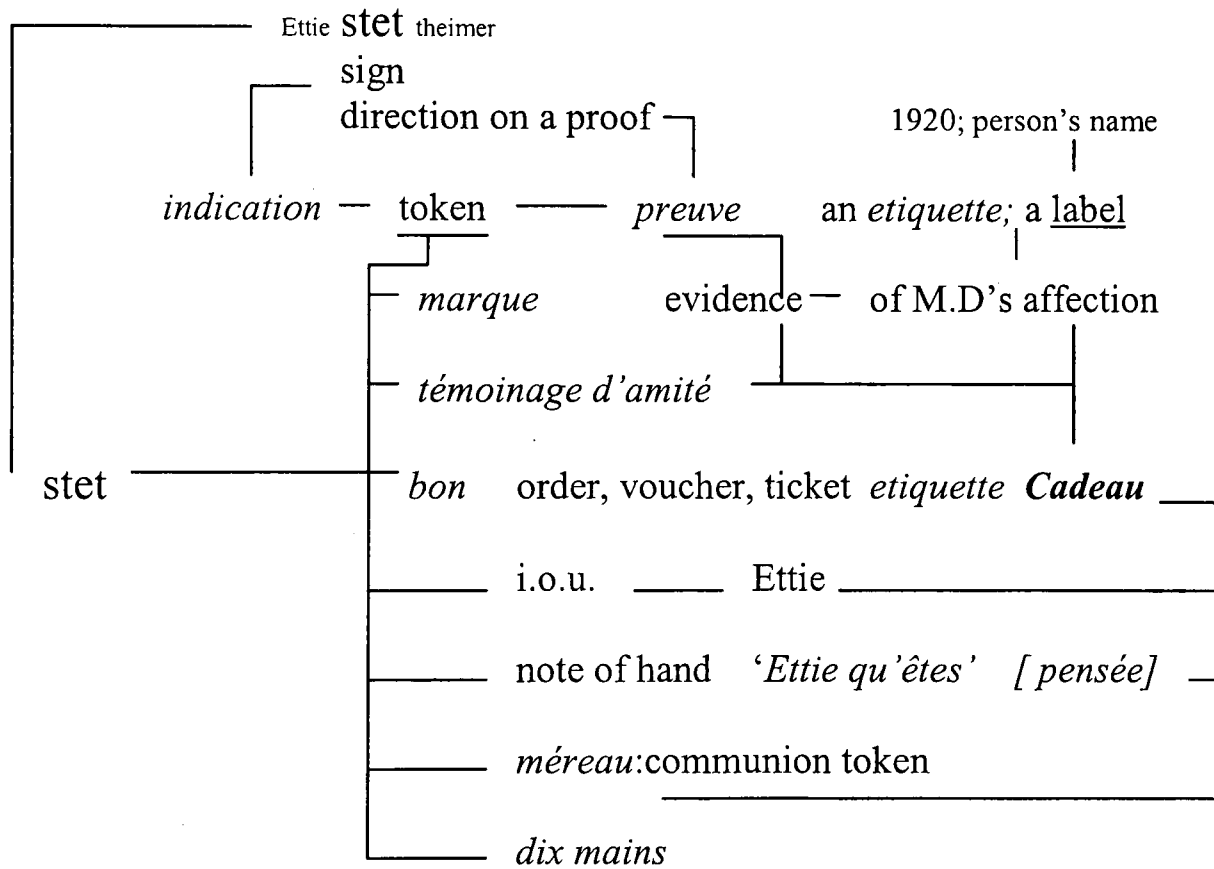 Ettie stet theimer
sign
direction on a proof
1920; person's name
indication token preuve an etiquette; a label
marque evidence of M.D's affection
témoinage d'amité
stet bon order, voucher, ticket etiquette Cadeau
i.o.u. Ettie
note of hand ‘Ettie qu’êtes’ [ pensée]
méreau:communion token
dix mains